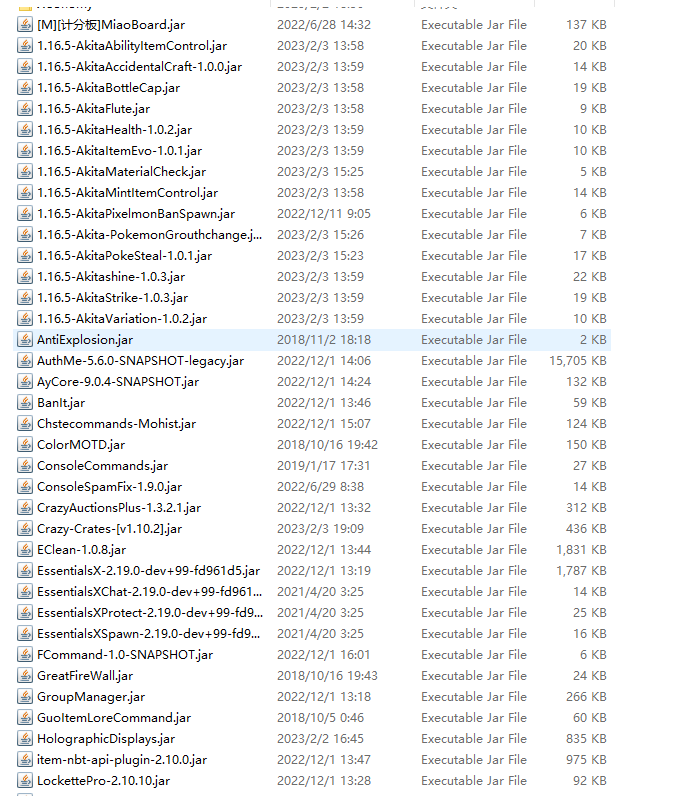 [M][计分板]MiaoBoard.jar 2022/6/28 14:32 Executable Jar File 137 KB
1.16.5-AkitaAbilityItemControl.jar 2023/2/3 13:58 Executable Jar File 20 KB
1.16.5-AkitaAccidentalCraft-1.0.0.jar 2023/2/3 13:59 Executable Jar File 14 KB
1.16.5-AkitaBottleCap.jar 2023/2/3 13:58 Executable Jar File 19 KB
1.16.5-AkitaFlute.jar 2023/2/3 13:58 Executable Jar File 9 KB
1.16.5-AkitaHealth-1.0.2.jar 2023/2/3 13:59 Executable Jar File 10 KB
1.16.5-AkitaItemEvo-1.0.1.jar 2023/2/3 13:59 Executable Jar File 10 KB
1.16.5-AkitaMaterialCheck.jar 2023/2/3 15:25 Executable Jar File 5 KB
1.16.5-AkitaMintItemControl.jar 2023/2/3 13:58 Executable Jar File 14 KB
1.16.5-AkitaPixelmonBanSpawn.jar 2022/12/11 9:05 Executable Jar File 6 KB
1.16.5-Akita-PokemonGrouthchange.j... 2023/2/3 15:26 Executable Jar File 7 KB
1.16.5-AkitaPokeSteal-1.0.1.jar 2023/2/3 15:23 Executable Jar File 17 KB
1.16.5-Akitashine-1.0.3.jar 2023/2/3 13:59 Executable Jar File 22 KB
1.16.5-AkitaStrike-1.0.3.jar 2023/2/3 13:59 Executable Jar File 19 KB
1.16.5-AkitaVariation-1.0.2.jar 2023/2/3 13:59 Executable Jar File 10 KB
AntiExplosion.jar 2018/11/2 18:18 Executable Jar File 2 KB
AuthMe-5.6.0-SNAPSHOT-legacy.jar 2022/12/1 14:06 Executable Jar File 15,705 KB
AyCore-9.0.4-SNAPSHOT.jar 2022/12/1 14:24 Executable Jar File 132 KB
BanIt.jar 2022/12/1 13:46 Executable Jar File 59 KB
Chstecommands-Mohist.jar 2022/12/1 15:07 Executable Jar File 124 KB
ColorMOTD.jar 2018/10/16 19:42 Executable Jar File 150 KB
ConsoleCommands.jar 2019/1/17 17:31 Executable Jar File 27 KB
ConsoleSpamFix-1.9.0.jar 2022/6/29 8:38 Executable Jar File 14 KB
CrazyAuctionsPlus-1.3.2.1.jar 2022/12/1 13:32 Executable Jar File 312 KB
Crazy-Crates-[v1.10.2].jar 2023/2/3 19:09 Executable Jar File 436 KB
EClean-1.0.8.jar 2022/12/1 13:44 Executable Jar File 1,831 KB
EssentialsX-2.19.0-dev+99-fd961d5.jar 2022/12/1 13:19 Executable Jar File 1,787 KB
EssentialsXChat-2.19.0-dev+99-fd961... 2021/4/20 3:25 Executable Jar File 14 KB
EssentialsXProtect-2.19.0-dev+99-fd9... 2021/4/20 3:25 Executable Jar File 25 KB
EssentialsXSpawn-2.19.0-dev+99-fd9... 2021/4/20 3:25 Executable Jar File 16 KB
FCommand-1.0-SNAPSHOT.jar 2022/12/1 16:01 Executable Jar File 6 KB
GreatFireWall.jar 2018/10/16 19:43 Executable Jar File 24 KB
GroupManager.jar 2022/12/1 13:18 Executable Jar File 266 KB
GuoItemLoreCommand.jar 2018/10/5 0:46 Executable Jar File 60 KB
HolographicDisplays.jar 2023/2/2 16:45 Executable Jar File 835 KB
item-nbt-api-plugin-2.10.0.jar 2022/12/1 13:47 Executable Jar File 975 KB
LockettePro-2.10.10.jar 2022/12/1 13:28 Executable Jar File 92 KB